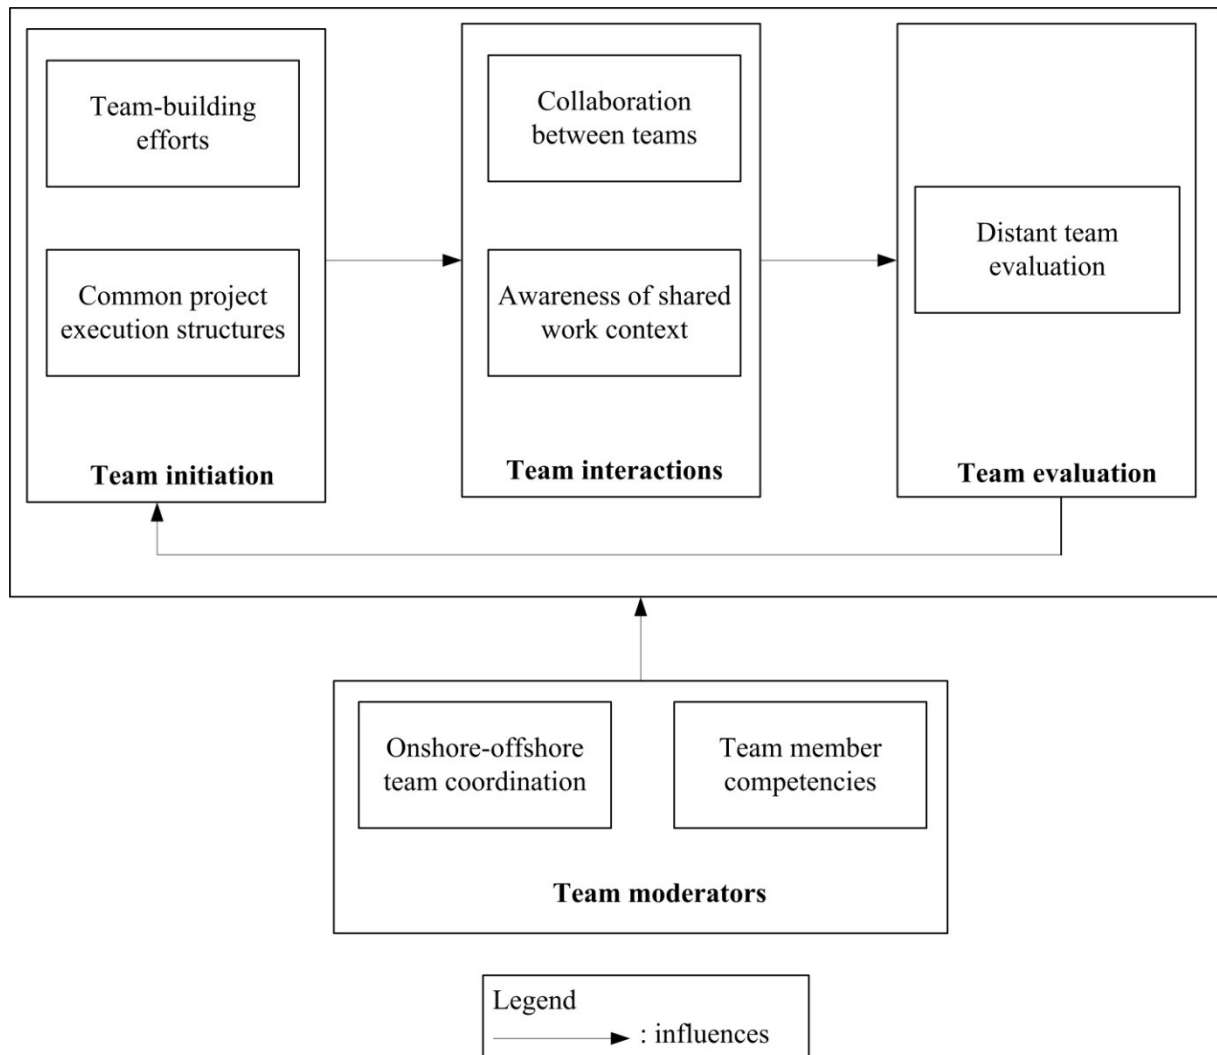 Team-building
efforts
Common project
execution structures
Team initiation
Collaboration
between teams
Awareness of shared
work context
Team interactions
Distant team
evaluation
Team evaluation
Onshore-offshore
team coordination
Team member
competencies
Team moderators
Legend
: influences